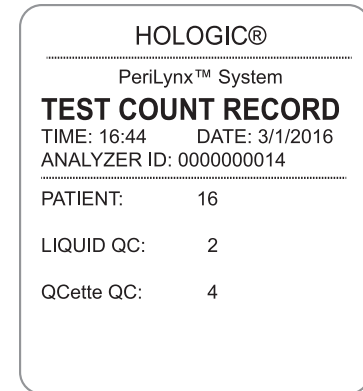 HOLOGIC®
PeriLynx™ System
TEST COUNT RECORD
TIME: 16:44 DATE: 3/1/2016
ANALYZER ID: 0000000014
PATIENT: 16
LIQUID QC: 2
QCette QC: 4